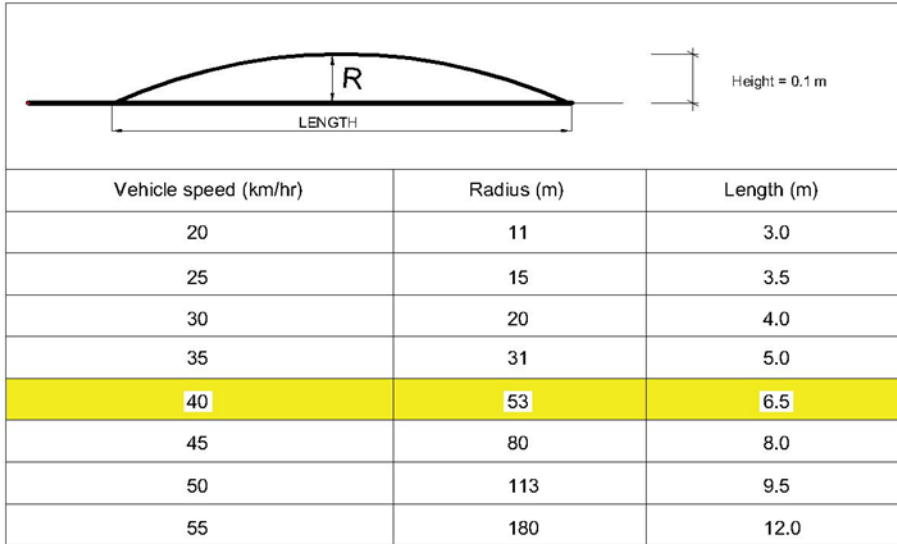 R
Height = 0.1 m
LENGTH
Vehicle speed (km/hr) Radius (m) Length (m)
20 11 3.0
25 15 3.5
30 20 4.0
35 31 5.0
40 53 6.5
45 80 8.0
50 113 9.5
55 180 12.0